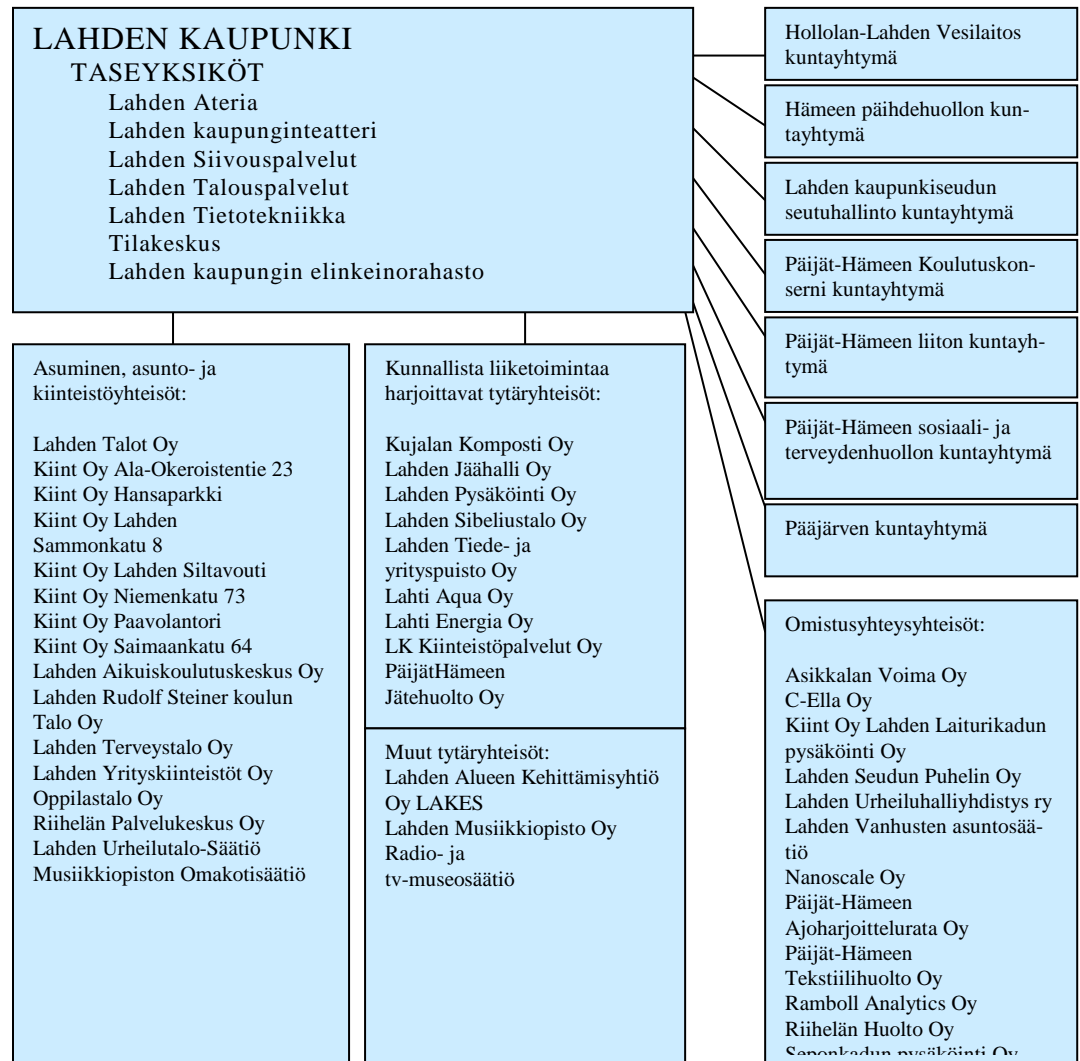 LAHDEN KAUPUNKI
TASEYKSIKÖT
Lahden Ateria
Lahden kaupunginteatteri
Lahden Siivouspalvelut
Lahden Talouspalvelut
Lahden Tietotekniikka
Tilakeskus
Lahden kaupungin elinkeinorahasto
Hollolan-Lahden Vesilaitos
kuntayhtymä
Hämeen päihdehuollon kun-
tayhtymä
Lahden kaupunkiseudun
seutuhallinto kuntayhtymä
Päijät-Hämeen Koulutuskon-
serni kuntayhtymä
Päijät-Hämeen liiton kuntayh-
tymä
Päijät-Hämeen sosiaali- ja
terveydenhuollon kuntayhtymä
Pääjärven kuntayhtymä
Asuminen, asunto- ja
kiinteistöyhteisöt:
Lahden Talot Oy
Kiint Oy Ala-Okeroistentie 23
Kiint Oy Hansaparkki
Kiint Oy Lahden
Sammonkatu 8
Kiint Oy Lahden Siltavouti
Kiint Oy Niemenkatu 73
Kiint Oy Paavolantori
Kiint Oy Saimaankatu 64
Lahden Aikuiskoulutuskeskus Oy
Lahden Rudolf Steiner koulun
Talo Oy
Lahden Terveystalo Oy
Lahden Yrityskiinteistöt Oy
Oppilastalo Oy
Riihelän Palvelukeskus Oy
Lahden Urheilutalo-Säätiö
Musiikkiopiston Omakotisäätiö
Kunnallista liiketoimintaa
harjoittavat tytäryhteisöt:
Kujalan Komposti Oy
Lahden Jäähalli Oy
Lahden Pysäköinti Oy
Lahden Sibeliustalo Oy
Lahden Tiede- ja
yrityspuisto Oy
Lahti Aqua Oy
Lahti Energia Oy
LK Kiinteistöpalvelut Oy
PäijätHämeen
Jätehuolto Oy
Muut tytäryhteisöt:
Lahden Alueen Kehittämisyhtiö
Oy LAKES
Lahden Musiikkiopisto Oy
Radio- ja
tv-museosäätiö
Omistusyhteysyhteisöt:
Asikkalan Voima Oy
C-Ella Oy
Kiint Oy Lahden Laiturikadun
pysäköinti Oy
Lahden Seudun Puhelin Oy
Lahden Urheiluhalliyhdistys ry
Lahden Vanhusten asuntosää-
tiö
Nanoscale Oy
Päijät-Hämeen
Ajoharjoittelurata Oy
Päijät-Hämeen
Tekstiilihuolto Oy
Ramboll Analytics Oy
Riihelän Huolto Oy
Seponkadun pysäköinti Oy